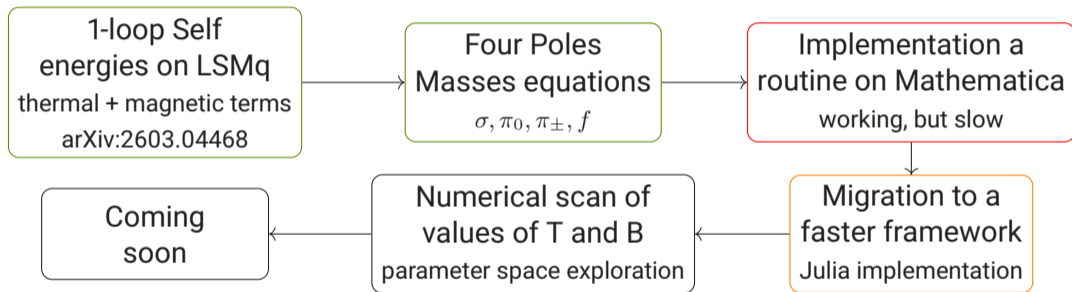 1-loop Self
energies on LSMq
thermal + magnetic terms
arXiv:2603.04468
Four Poles
Masses equations
σ, π₀, π±, f
Implementation a
routine on Mathematica
working, but slow
Migration to a
faster framework
Julia implementation
Numerical scan of
values of T and B
parameter space exploration
Coming
soon